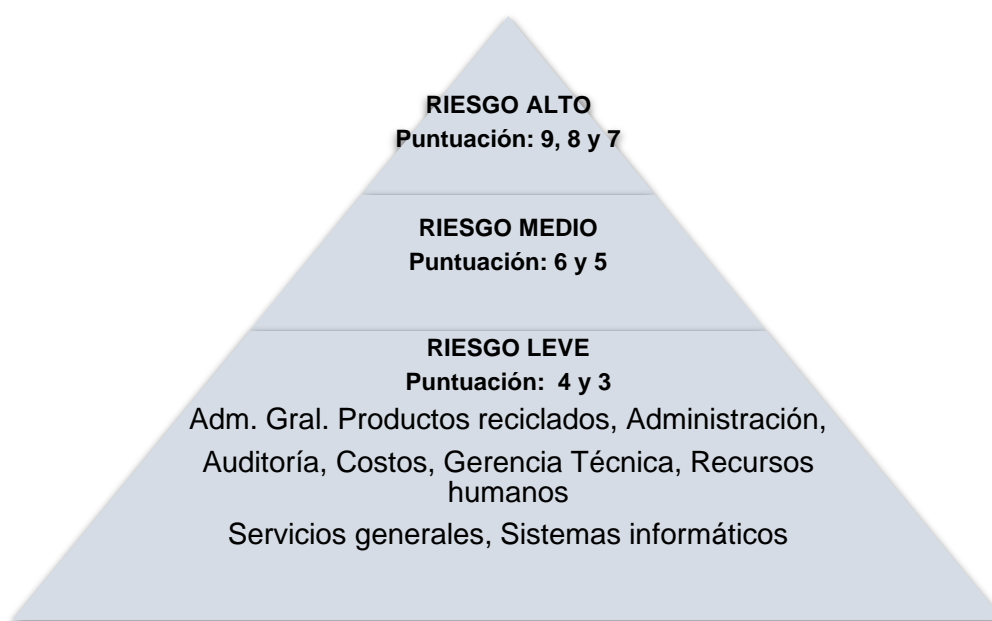 RIESGO ALTO
Puntuación: 9, 8 y 7
RIESGO MEDIO
Puntuación: 6 y 5
RIESGO LEVE
Puntuación:  4 y 3
Adm. Gral. Productos reciclados, Administración,
Auditoría, Costos, Gerencia Técnica, Recursos
humanos
Servicios generales, Sistemas informáticos